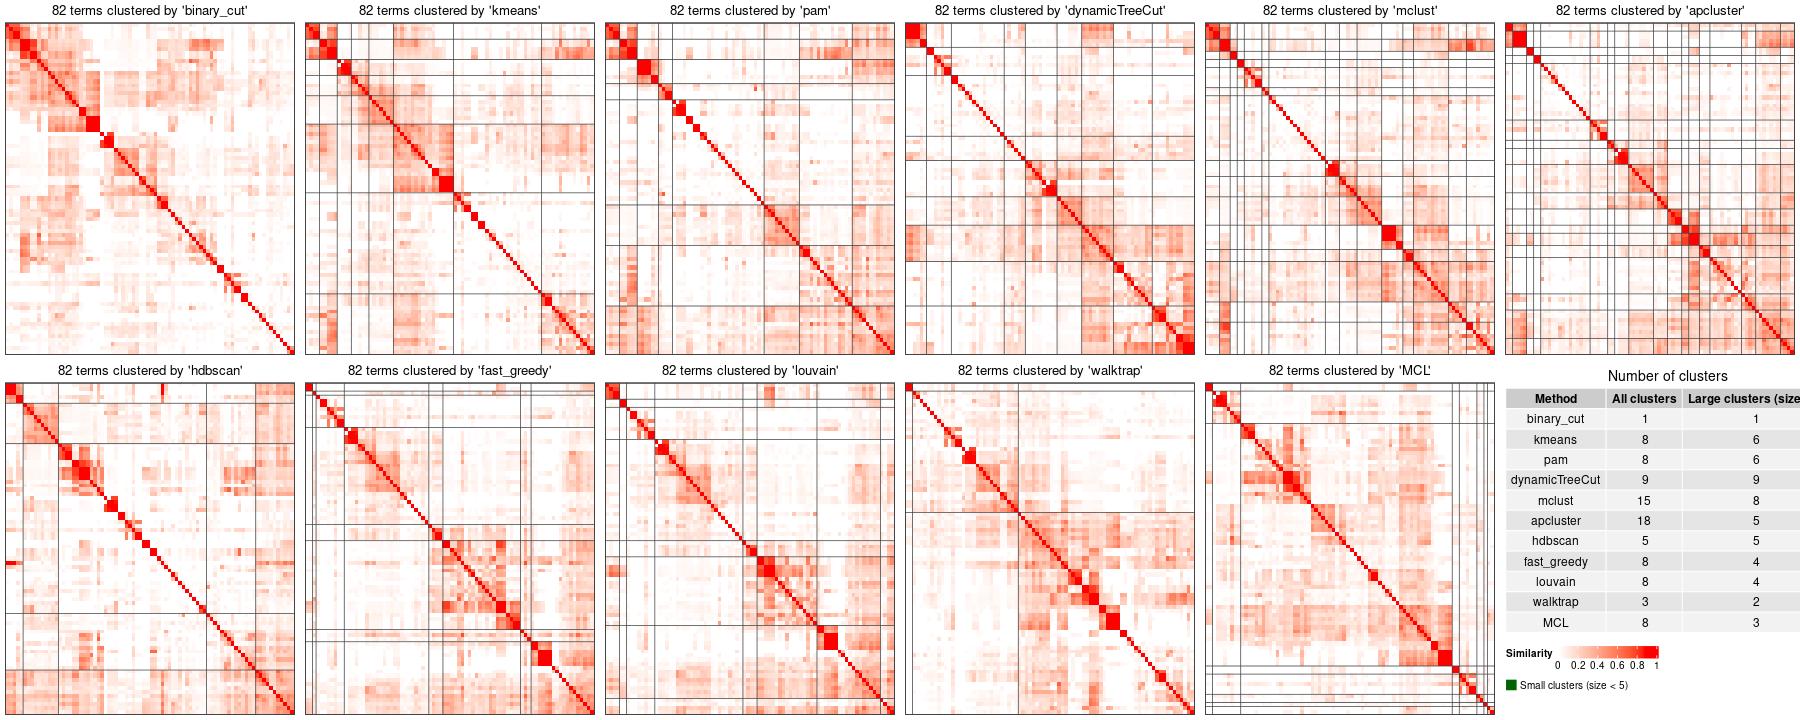 82 terms clustered by 'binary_cut'
82 terms clustered by 'kmeans'
82 terms clustered by 'pam'
82 terms clustered by 'dynamicTreeCut'
82 terms clustered by 'mclust'
82 terms clustered by 'apcluster'
82 terms clustered by 'hdbscan'
82 terms clustered by 'fast_greedy'
82 terms clustered by 'louvain'
82 terms clustered by 'walktrap'
82 terms clustered by 'MCL'
Number of clusters
Method All clusters Large clusters (size
binary_cut 1 1
kmeans 8 6
pam 8 6
dynamicTreeCut 9 9
mclust 15 8
apcluster 18 5
hdbscan 5 5
fast_greedy 8 4
louvain 8 4
walktrap 3 2
MCL 8 3
Similarity
0 0.2 0.4 0.6 0.8 1
Small clusters (size < 5)